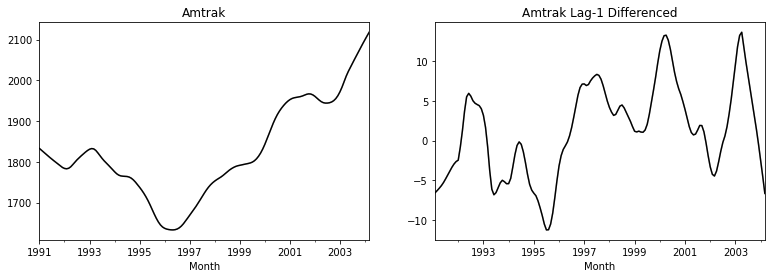 Amtrak
2100
2000
1900
1800
1700
1991 1993 1995 1997 1999 2001 2003
Month
Amtrak Lag-1 Differenced
10
5
0
−5
−10
1993 1995 1997 1999 2001 2003
Month